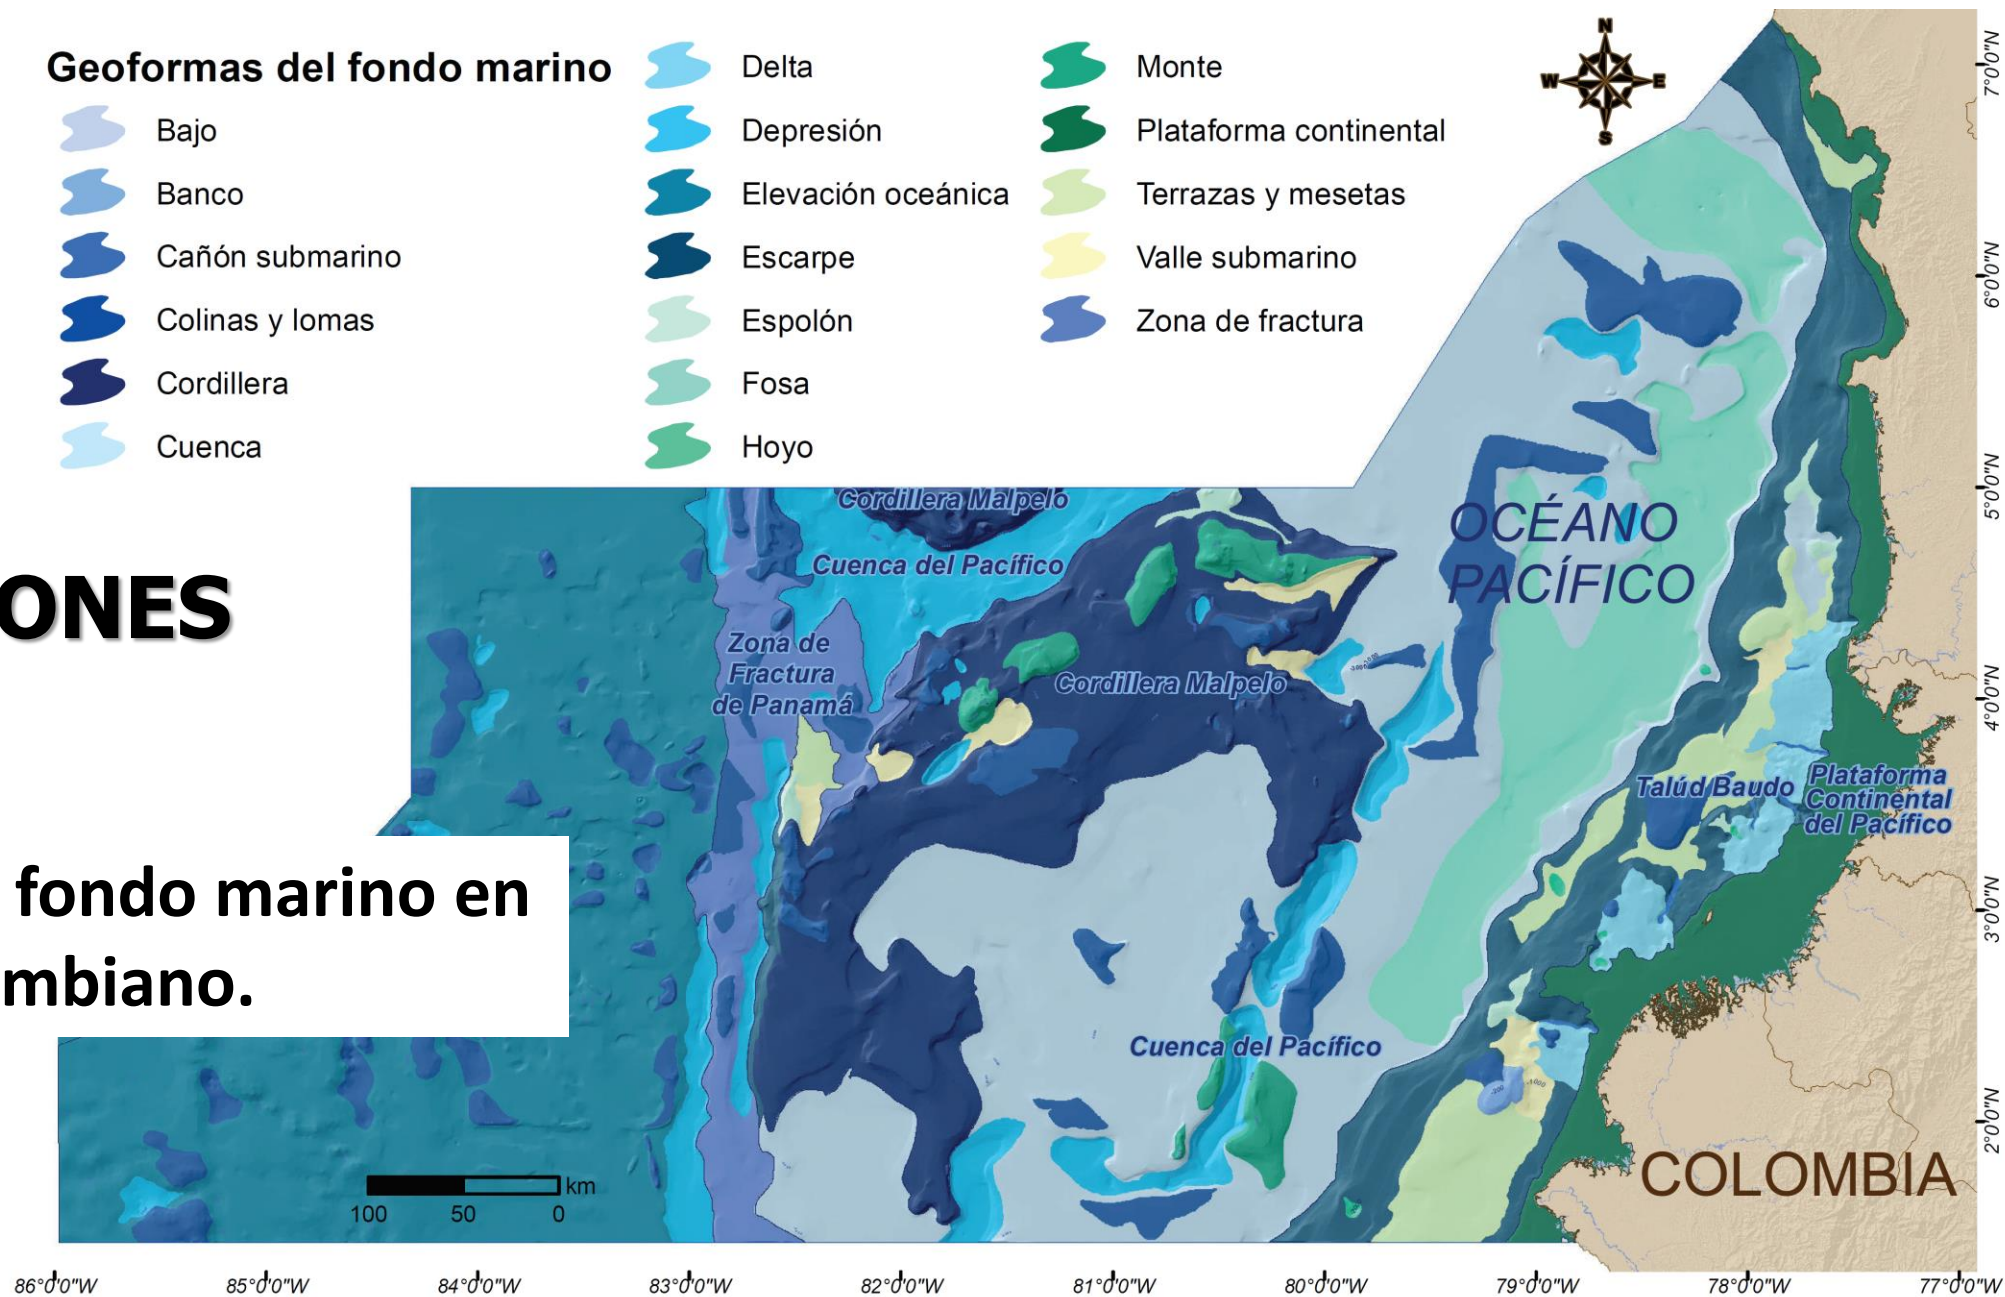 Geoformas del fondo marino
Bajo
Banco
Cañón submarino
Colinas y lomas
Cordillera
Cuenca
Delta
Depresión
Elevación oceánica
Escarpe
Espolón
Fosa
Hoyo
Monte
Plataforma continental
Terrazas y mesetas
Valle submarino
Zona de fractura
N
W E
S
7°0'0"N
6°0'0"N
5°0'0"N
4°0'0"N
3°0'0"N
2°0'0"N
Cordillera Malpelo
Cuenca del Pacífico
OCÉANO
PACÍFICO
ONES
Zona de
Fractura
de Panamá
Cordillera Malpelo
Talúd Baudo
Plataforma
Continental
del Pacífico
fondo marino en
mbiano.
Cuenca del Pacífico
COLOMBIA
km
100 50 0
86°0'0"W 85°0'0"W 84°0'0"W 83°0'0"W 82°0'0"W 81°0'0"W 80°0'0"W 79°0'0"W 78°0'0"W 77°0'0"W